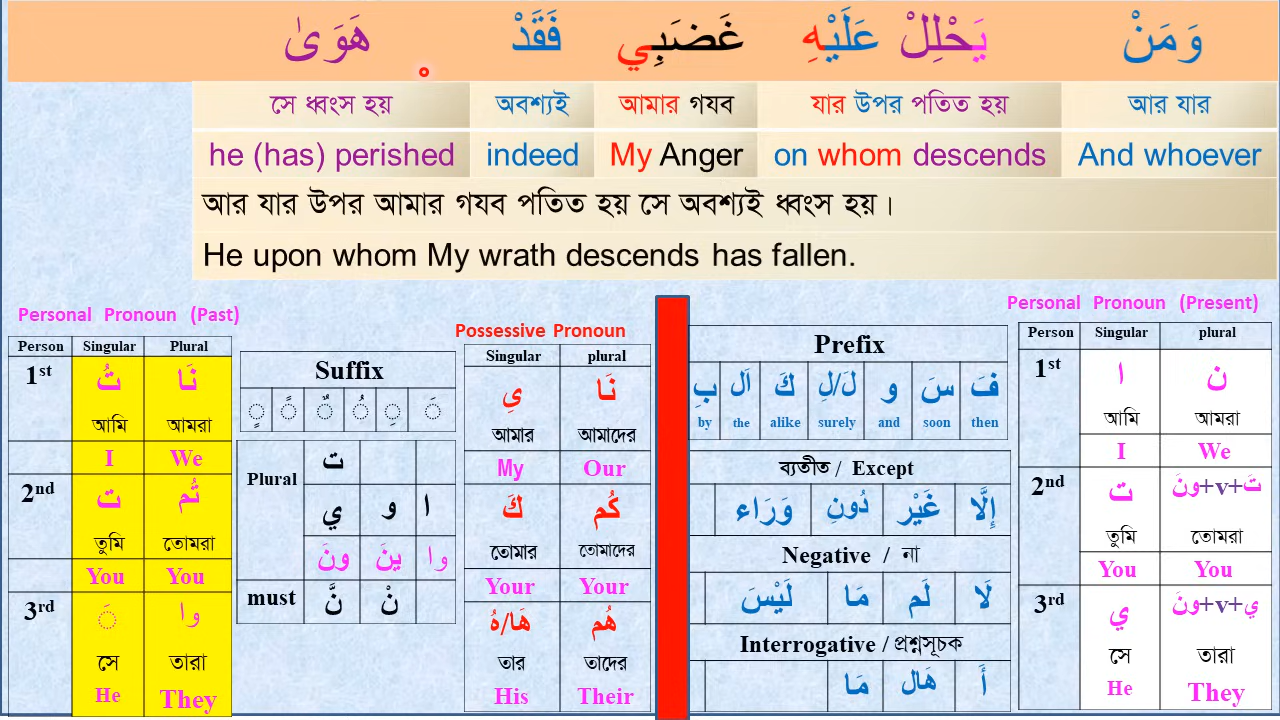 وَمَنْ يَحْلِلْ عَلَيْهِ غَضَبِي فَقَدْ هَوَىٰ
সে ধ্বংস হয় অবশ্যই আমার গযব যার উপর পতিত হয় আর যার
he (has) perished indeed My Anger on whom descends And whoever
আর যার উপর আমার গযব পতিত হয় সে অবশ্যই ধ্বংস হয়।
He upon whom My wrath descends has fallen.
Personal Pronoun (Past)
Person Singular Plural
1st تُ نَا
আমি আমরা
I We
2nd ت تُم
তুমি তোমরা
You You
3rd َ وا
সে তারা
He They
Suffix
ٍ ً ٌ ُ ِ َ
Plural ت
ي و ا
ونَ ينَ وا
must نَّ نْ
Possessive Pronoun
Singular plural
يِ نَا
আমার আমাদের
My Our
كَ كُم
তোমার তোমাদের
Your Your
هَا/هُ هُم
তার তাদের
His Their
Prefix
بِ اَل كَ لَ/لِ و سَ فَ
by the alike surely and soon then
ব্যতীত / Except
وَرَاء دُونِ غَيْر إِلَّا
Negative / না
لَيْسَ مَا لَم لَا
Interrogative / প্রশ্নসূচক
مَا هَال أَ
Personal Pronoun (Present)
Person Singular plural
1st ا ن
আমি আমরা
I We
2nd ت تَ+v+ونَ
তুমি তোমরা
You You
3rd ي ي+v+ونَ
সে তারা
He They